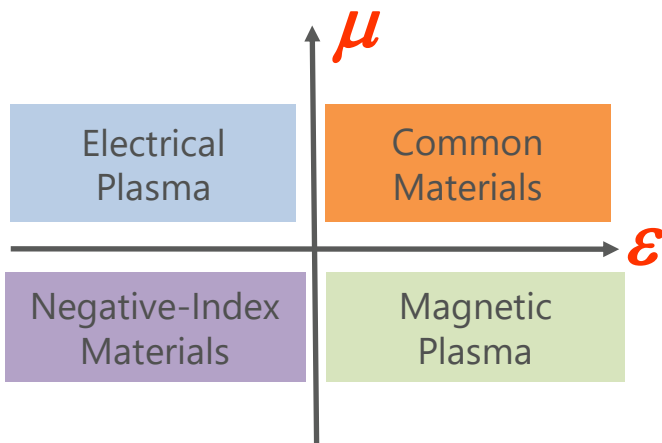 μ
Electrical
Plasma
Common
Materials
ε
Negative-Index
Materials
Magnetic
Plasma